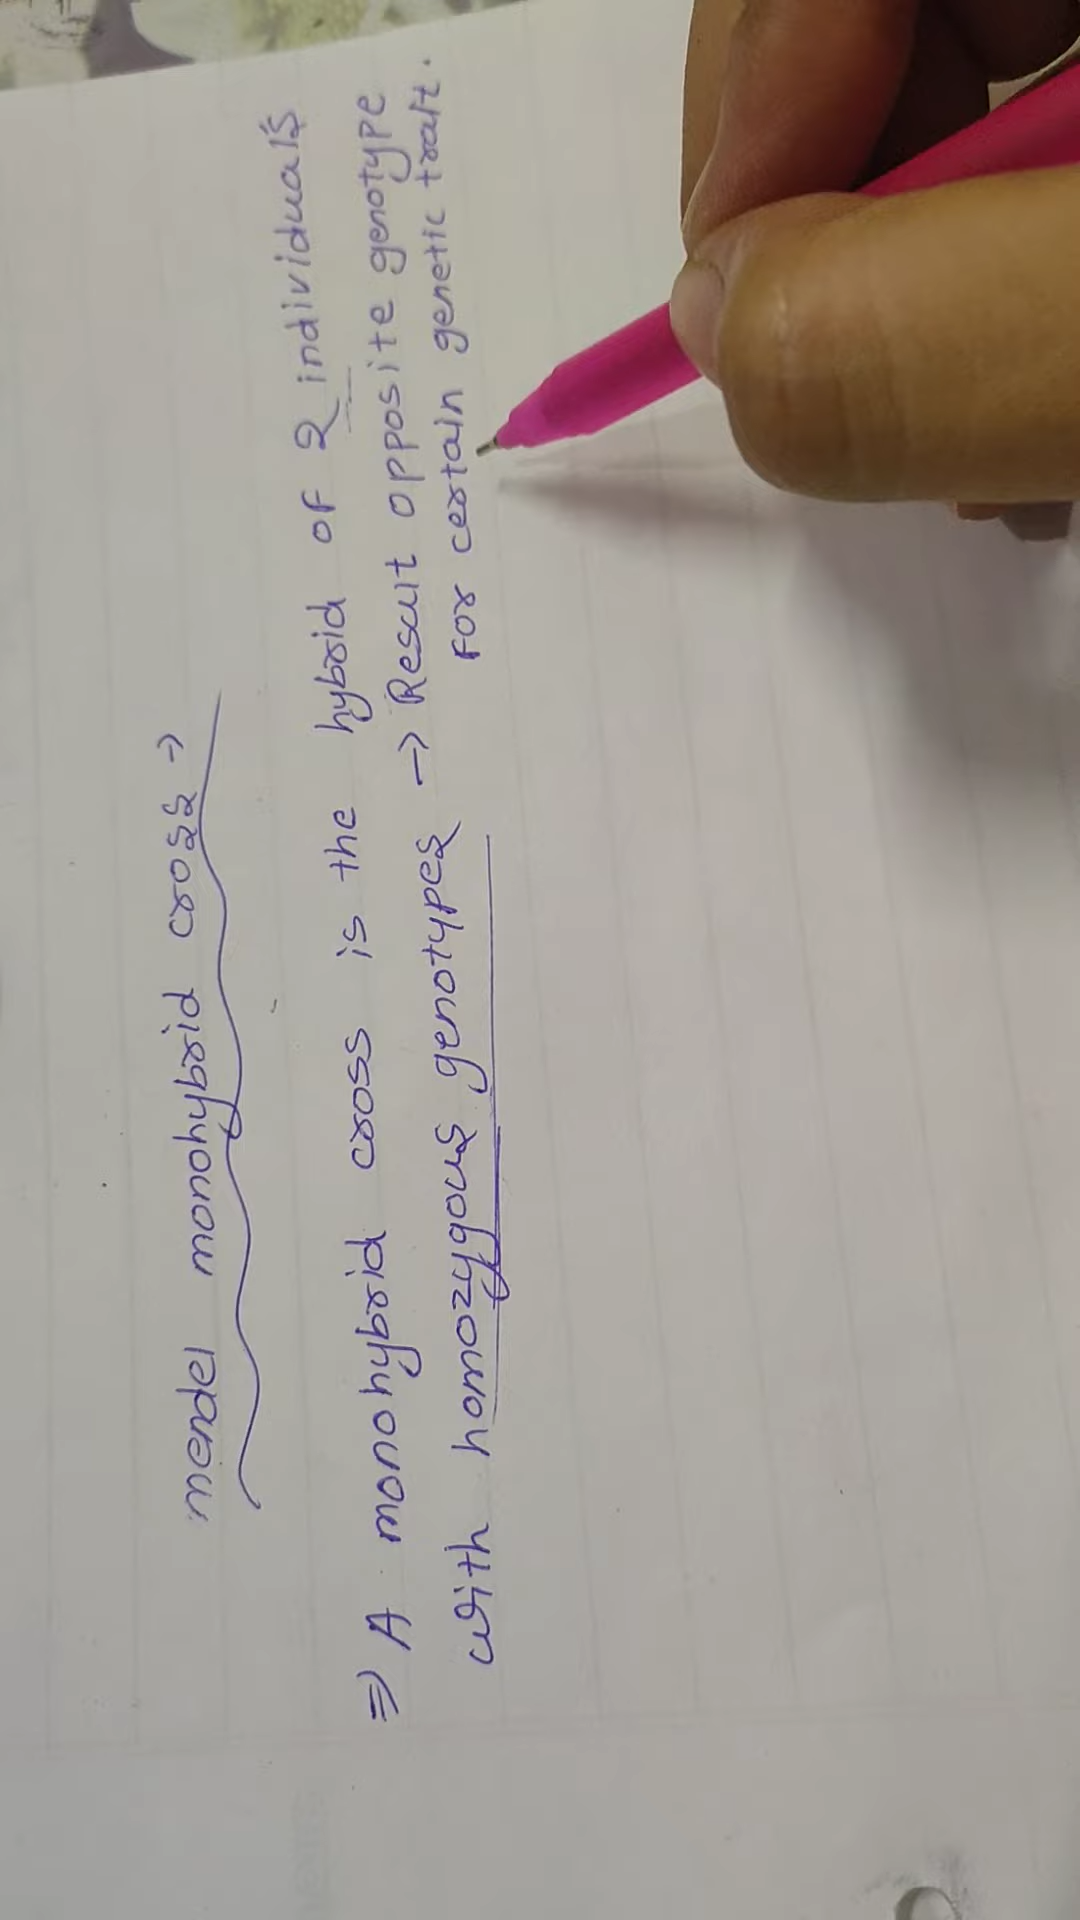 mendel monohybrid cross →
⇒ A monohybrid cross is the hybrid of 2 individual's
with homozygous genotypes → Result opposite genotype
for certain genetic trait.